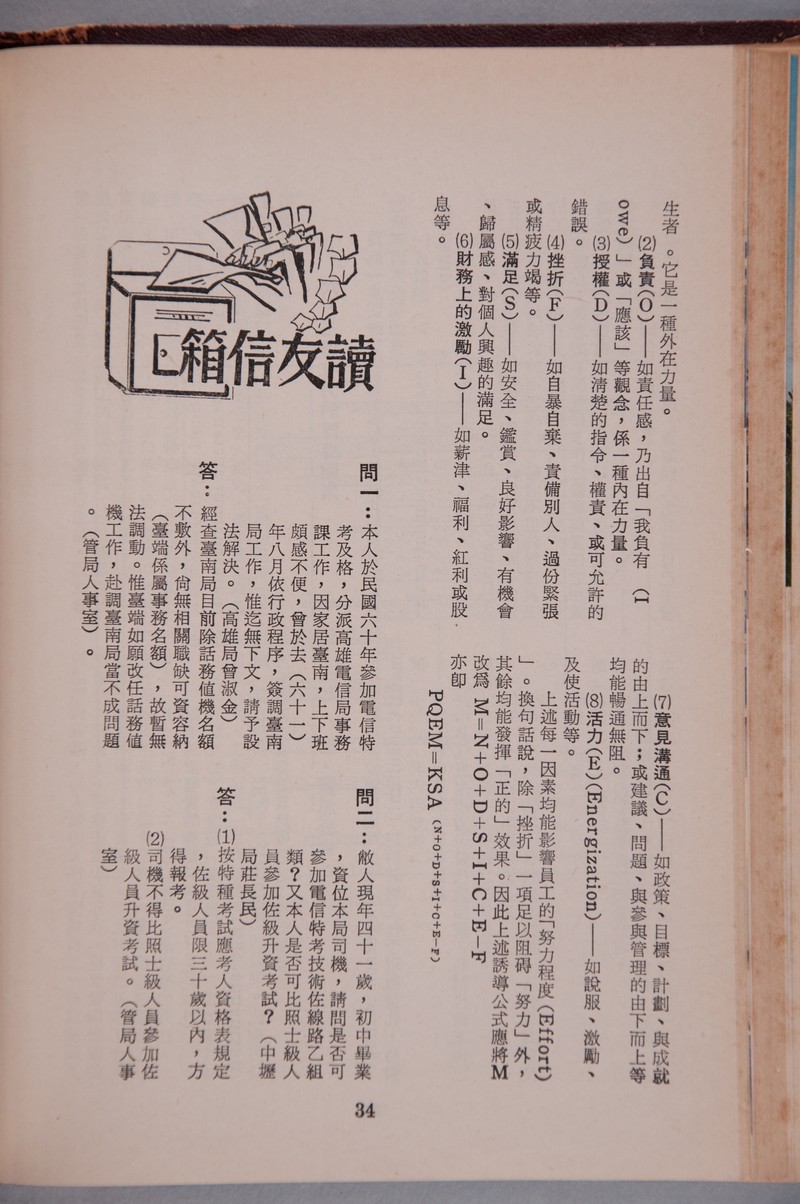 生者。它是一種外在力量。
(2)負責(O)——如責任感，乃出自「我負有 (I
owe)」或「應該」等觀念，係一種內在力量。
(3)授權(D)——如淸楚的指令、權責、或可允許的
錯誤。
(4)挫折(F)——如自暴自棄、責備別人、過份緊張
或精疲力竭等。
(5)滿足(S)——如安全、鑑賞、良好影響、有機會
、歸屬感、對個人興趣的滿足。
(6)財務上的激勵(I)——如薪津、福利、紅利或股
息等。
(7)意見溝通(C)——如政策、目標、計劃、與成就
的由上而下；或建議、問題、與參與管理的由下而上等
均能暢通無阻。
(8)活力(E)(Energization)——如說服、激勵、
及使活動等。
上述每一因素均能影響員工的「努力程度(Effort)
」。換句話說，除「挫折」一項足以阻碍「努力」外，
其餘均能發揮「正的」效果。因此上述誘導公式應將M
改爲 M=N+O+D+S+I+C+E-F
亦卽
PQEM=KSA (N+O+D+S+I+C+E-F)
讀友信箱
問一：本人於民國六十年參加電信特
考及格，分派高雄電信局事務
課工作，因家居臺南，上下班
頗感不便，曾於去（六十一）
年八月依行政程序，簽調臺南
局工作，惟迄無下文，請予設
法解決。（高雄局曾淑金）
答：經查臺南局目前除話務值機名額
不敷外，尙無相關職缺可資容納
（臺端係屬事務名額），故暫無
法調動。惟臺端如願改任話務値
機工作，赴調臺南局當不成問題
。（管局人事室）。
問二：敝人現年四十一歲，初中畢業
，資位本局司機，請問是否可
參加電信特考技術佐線路乙組
類？又本人是否可比照士級人
員參加佐級升資考試？（中壢
局莊長民）
答：(1)按特種考試應考人資格表規定
，佐級人員限三十歲以內，方
得報考。
(2)司機不得比照士級人員參加佐
級人員升資考試。（管局人事
室）
34